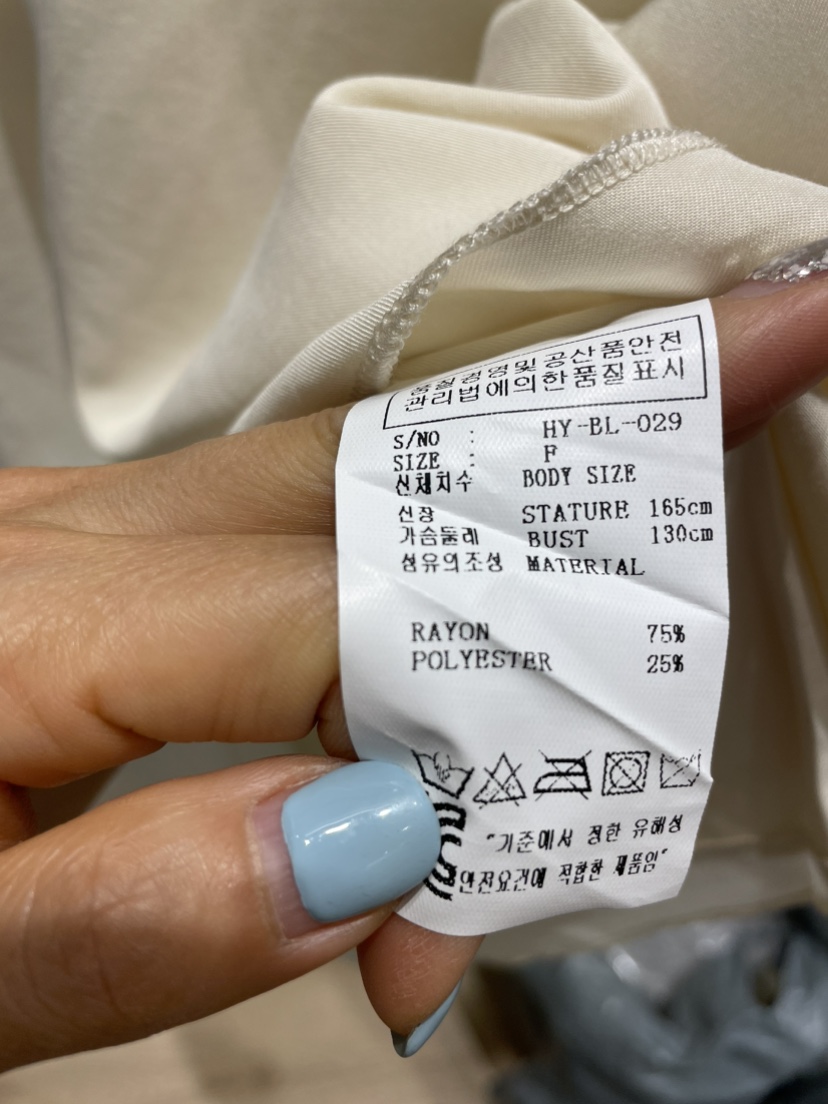 품질경영및공산품안전
관리법에의한품질표시
S/NO : HY-BL-029
SIZE : F
신체치수 BODY SIZE
신장 STATURE 165cm
가슴둘레 BUST 130cm
섬유의조성 MATERIAL
RAYON 75%
POLYESTER 25%
"기준에서 정한 유해성
안전요건에 적합한 제품임"